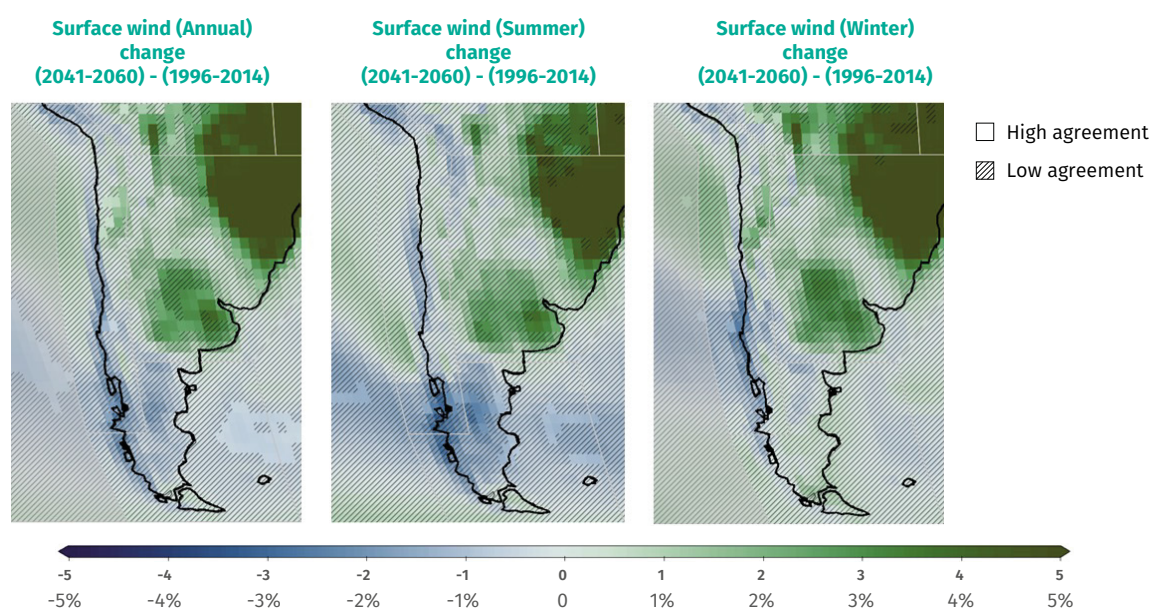 Surface wind (Annual)
change
(2041-2060) - (1996-2014)
Surface wind (Summer)
change
(2041-2060) - (1996-2014)
Surface wind (Winter)
change
(2041-2060) - (1996-2014)
High agreement
Low agreement
-5 -4 -3 -2 -1 0 1 2 3 4 5
-5% -4% -3% -2% -1% 0 1% 2% 3% 4% 5%